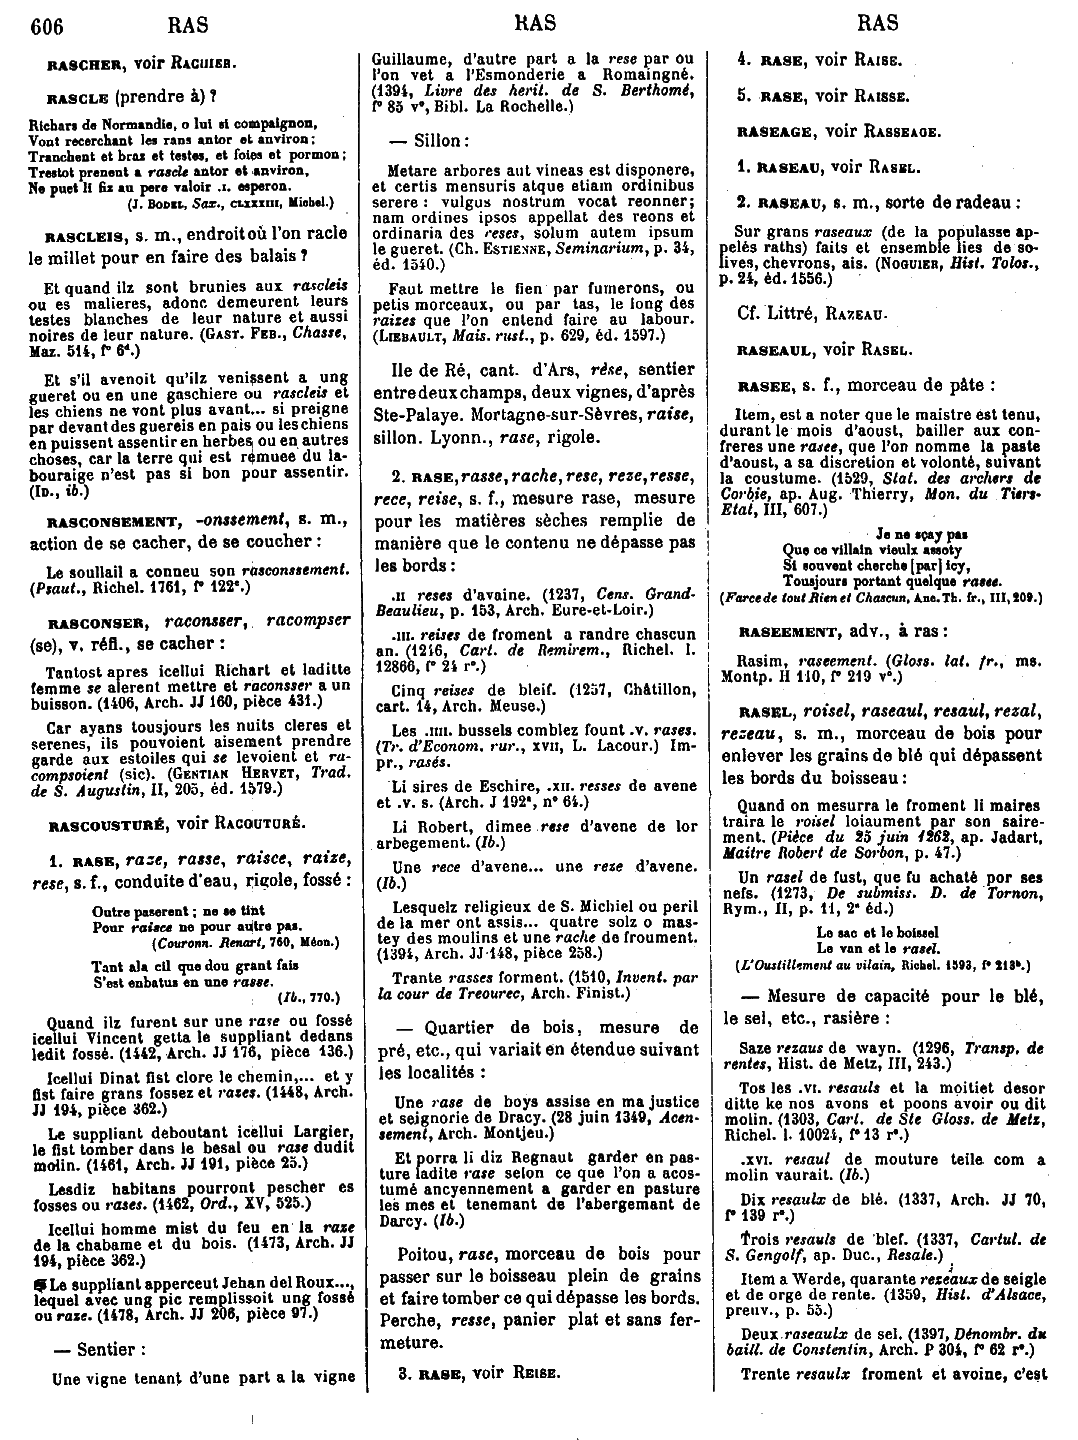 606 RAS RAS RAS
RASCHER, voir RACHIER.
RASCLE (prendre à)?
Richars de Normandie, o lui si compaignon,
Vont recerchant les rans antor et anviron;
Tranchent et braz et testes, et foies et pormon;
Trestot prenent a rascle antor et anviron,
Ne puet li fiz au pere valoir .I. esperon.
(J. BODEL, Sax., CLXXIII, Michel.)
RASCLEIS, s. m., endroit où l'on racle
le millet pour en faire des balais?
Et quand ilz sont brunies aux rascleis
ou es malieres, adonc demeurent leurs
testes blanches de leur nature et aussi
noires de leur nature. (GAST. FEB., Chasse,
Maz. 514, f° 6ᵈ.)
Et s'il avenoit qu'ilz venissent a ung
gueret ou en une gaschiere ou rascleis et
les chiens ne vont plus avant... si preigne
par devant des guereis en pais ou les chiens
en puissent assentir en herbes ou en autres
choses, car la terre qui est remuee du la-
bouraige n'est pas si bon pour assentir.
(ID., ib.)
RASCONSEMENT, -onssement, s. m.,
action de se cacher, de se coucher :
Le soullail a conneu son rasconssement.
(Psaut., Richel. 1761, f° 122ᶜ.)
RASCONSER, raconsser, racompser
(se), v. réfl., se cacher :
Tantost apres icellui Richart et laditte
femme se alerent mettre et raconsser a un
buisson. (1406, Arch. JJ 160, pièce 431.)
Car ayans tousjours les nuits cleres et
serenes, ils pouvoient aisement prendre
garde aux estoiles qui se levoient et ra-
compsoient (sic). (GENTIAN HERVET, Trad.
de S. Augustin, II, 205, éd. 1579.)
RASCOUSTURÉ, voir RACOUTURÉ.
1. RASE, raze, rasse, raisce, raize,
rese, s. f., conduite d'eau, rigole, fossé :
Outre paserent; ne se tint
Pour raisce ne pour autre pas.
(Couronn. Renart, 760, Méon.)
Tant ala cil que dou grant fais
S'est enbatus en une rasse.
(Ib., 770.)
Quand ilz furent sur une rase ou fossé
icellui Vincent getta le suppliant dedans
ledit fossé. (1442, Arch. JJ 176, pièce 136.)
Icellui Dinat fist clore le chemin,... et y
fist faire grans fossez et rases. (1448, Arch.
JJ 194, pièce 362.)
Le suppliant deboutant icellui Largier,
le fist tomber dans le besal ou rase dudit
molin. (1461, Arch. JJ 191, pièce 25.)
Lesdiz habitans pourront pescher es
fosses ou rases. (1462, Ord., XV, 525.)
Icellui homme mist du feu en la raze
de la chabame et du bois. (1473, Arch. JJ
194, pièce 362.)
Le suppliant apperceut Jehan del Roux...,
lequel avec ung pic remplissoit ung fossé
ou raze. (1478, Arch. JJ 206, pièce 97.)
— Sentier :
Une vigne tenant d'une part a la vigne
Guillaume, d'autre part a la rese par ou
l'on vet a l'Esmonderie a Romaingné.
(1394, Livre des herit. de S. Berthomé,
f° 85 v°, Bibl. La Rochelle.)
— Sillon :
Metare arbores aut vineas est disponere,
et certis mensuris atque etiam ordinibus
serere : vulgus nostrum vocat reonner;
nam ordines ipsos appellat des reons et
ordinaria des reses, solum autem ipsum
le gueret. (Ch. ESTIENNE, Seminarium, p. 34,
éd. 1540.)
Faut mettre le fien par fumerons, ou
petis morceaux, ou par tas, le long des
raizes que l'on entend faire au labour.
(LIEBAULT, Mais. rust., p. 629, éd. 1597.)
Ile de Ré, cant. d'Ars, rèse, sentier
entre deux champs, deux vignes, d'après
Ste-Palaye. Mortagne-sur-Sèvres, raise,
sillon. Lyonn., rase, rigole.
2. RASE, rasse, rache, rese, reze, resse,
rece, reise, s. f., mesure rase, mesure
pour les matières sèches remplie de
manière que le contenu ne dépasse pas
les bords :
.II reses d'avaine. (1237, Cens. Grand-
Beaulieu, p. 153, Arch. Eure-et-Loir.)
.III. reises de froment a randre chascun
an. (1246, Cart. de Remirem., Richel. l.
12866, f° 24 r°.)
Cinq reises de bleif. (1257, Châtillon,
cart. 14, Arch. Meuse.)
Les .IIII. bussels comblez fount .v. rases.
(Tr. d'Econom. rur., XVII, L. Lacour.) Im-
pr., rasés.
Li sires de Eschire, .XII. resses de avene
et .v. s. (Arch. J 192ᵃ, n° 64.)
Li Robert, dimee rese d'avene de lor
arbegement. (Ib.)
Une rece d'avene... une reze d'avene.
(Ib.)
Lesquelz religieux de S. Michiel ou peril
de la mer ont assis... quatre solz o mas-
tey des moulins et une rache de froument.
(1394, Arch. JJ 148, pièce 258.)
Trante rasses forment. (1510, Invent. par
la cour de Treourec, Arch. Finist.)
— Quartier de bois, mesure de
pré, etc., qui variait en étendue suivant
les localités :
Une rase de boys assise en ma justice
et seignorie de Dracy. (28 juin 1349, Acen-
sement, Arch. Montjeu.)
Et porra li diz Regnaut garder en pas-
ture ladite rase selon ce que l'on a acos-
tumé ancyennement a garden en pasture
les mes et tenemant de l'abergemant de
Darcy. (Ib.)
Poitou, rase, morceau de bois pour
passer sur le boisseau plein de grains
et faire tomber ce qui dépasse les bords.
Perche, resse, panier plat et sans fer-
meture.
3. RASE, voir REISE.
4. RASE, voir RAISE.
5. RASE, voir RAISSE.
RASEAGE, voir RASSEAGE.
1. RASEAU, voir RASEL.
2. RASEAU, s. m., sorte de radeau :
Sur grans raseaux (de la populasse ap-
pelés raths) faits et ensemble lies de so-
lives, chevrons, ais. (NOGUIER, Hist. Tolos.,
p. 24, éd. 1556.)
Cf. Littré, RAZEAU.
RASEAUL, voir RASEL.
RASEE, s. f., morceau de pâte :
Item, est a noter que le maistre est tenu,
durant le mois d'aoust, bailler aux con-
freres une rasee, que l'on nomme la paste
d'aoust, a sa discretion et volonté, suivant
la coustume. (1529, Stat. des archers de
Corbie, ap. Aug. Thierry, Mon. du Tiers-
Etat, III, 607.)
Je ne sçay pas
Que ce villain vieulx assoty
Si souvent cherche [par] icy,
Tousjours portant quelque rasee.
(Farce de tout Rien et Chascun, Anc. Th. fr., III, 209.)
RASEEMENT, adv., à ras :
Rasim, raseement. (Gloss. lat. fr., ms.
Montp. H 110, f° 219 v°.)
RASEL, roisel, raseaul, resaul, rezal,
rezeau, s. m., morceau de bois pour
enlever les grains de blé qui dépassent
les bords du boisseau :
Quand on mesurra le froment li maires
traira le roisel loiaument par son saire-
ment. (Pièce du 25 juin 1262, ap. Jadart,
Maitre Robert de Sorbon, p. 47.)
Un rasel de fust, que fu achaté por ses
nefs. (1273, De submiss. D. de Tornon,
Rym., II, p. 11, 2ᵉ éd.)
Le sac et le boissel
Le van et le rasel.
(L'Oustillement au vilain, Richel. 1593, f° 213ᵇ.)
— Mesure de capacité pour le blé,
le sel, etc., rasière :
Saze rezaus de wayn. (1296, Transp. de
rentes, Hist. de Metz, III, 243.)
Tos les .VI. resauls et la moitiet desor
ditte ke nos avons et poons avoir ou dit
molin. (1303, Cart. de Ste Gloss. de Metz,
Richel. l. 10024, f° 13 r°.)
.XVI. resaul de mouture teile com a
molin vaurait. (Ib.)
Dix resaulx de blé. (1337, Arch. JJ 70,
f° 139 r°.)
Trois resauls de blef. (1337, Cartul. de
S. Gengolf, ap. Duc., Resale.)
Item a Werde, quarante rezeaux de seigle
et de orge de rente. (1359, Hist. d'Alsace,
preuv., p. 55.)
Deux raseaulx de sel. (1397, Dénombr. du
baill. de Constentin, Arch. P 304, f° 62 r°.)
Trente resaulx froment et avoine, c'est